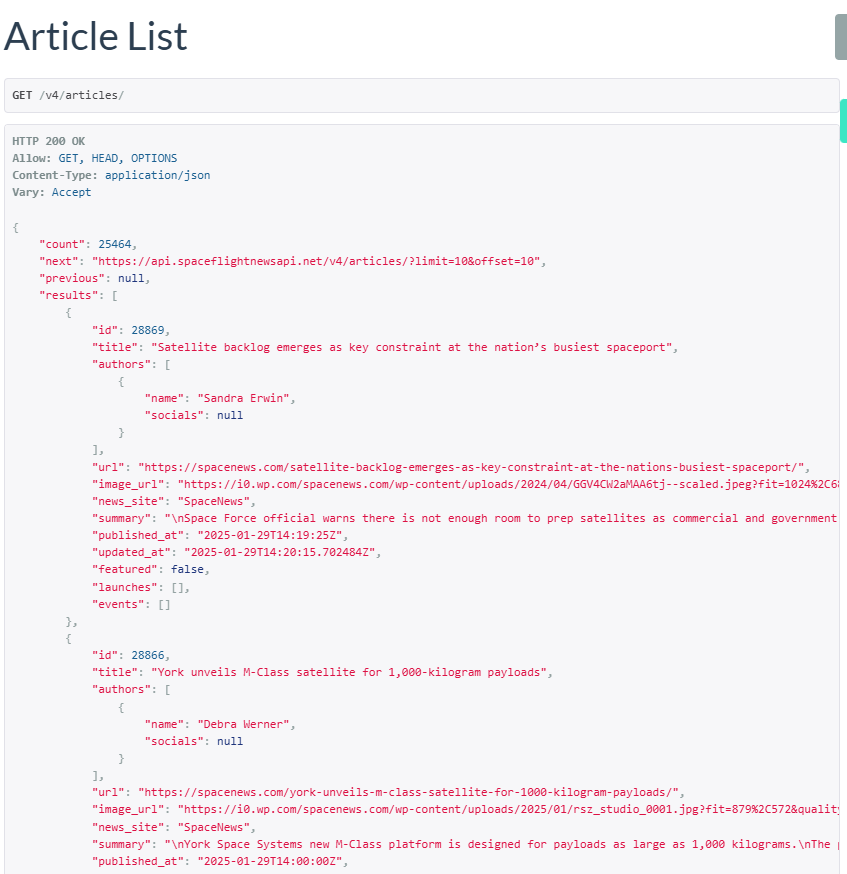 Article List
GET /v4/articles/
HTTP 200 OK
Allow: GET, HEAD, OPTIONS
Content-Type: application/json
Vary: Accept
{
"count": 25464,
"next": "https://api.spaceflightnewsapi.net/v4/articles/?limit=10&offset=10",
"previous": null,
"results": [
{
"id": 28869,
"title": "Satellite backlog emerges as key constraint at the nation’s busiest spaceport",
"authors": [
{
"name": "Sandra Erwin",
"socials": null
}
],
"url": "https://spacenews.com/satellite-backlog-emerges-as-key-constraint-at-the-nations-busiest-spaceport/",
"image_url": "https://i0.wp.com/spacenews.com/wp-content/uploads/2024/04/GGV4CW2aMAA6tj--scaled.jpeg?fit=1024%2C6
"news_site": "SpaceNews",
"summary": "\nSpace Force official warns there is not enough room to prep satellites as commercial and government
"published_at": "2025-01-29T14:19:25Z",
"updated_at": "2025-01-29T14:20:15.702484Z",
"featured": false,
"launches": [],
"events": []
},
{
"id": 28866,
"title": "York unveils M-Class satellite for 1,000-kilogram payloads",
"authors": [
{
"name": "Debra Werner",
"socials": null
}
],
"url": "https://spacenews.com/york-unveils-m-class-satellite-for-1000-kilogram-payloads/",
"image_url": "https://i0.wp.com/spacenews.com/wp-content/uploads/2025/01/rsz_studio_0001.jpg?fit=879%2C572&quality
"news_site": "SpaceNews",
"summary": "\nYork Space Systems new M-Class platform is designed for payloads as large as 1,000 kilograms.\nThe
"published_at": "2025-01-29T14:00:00Z",